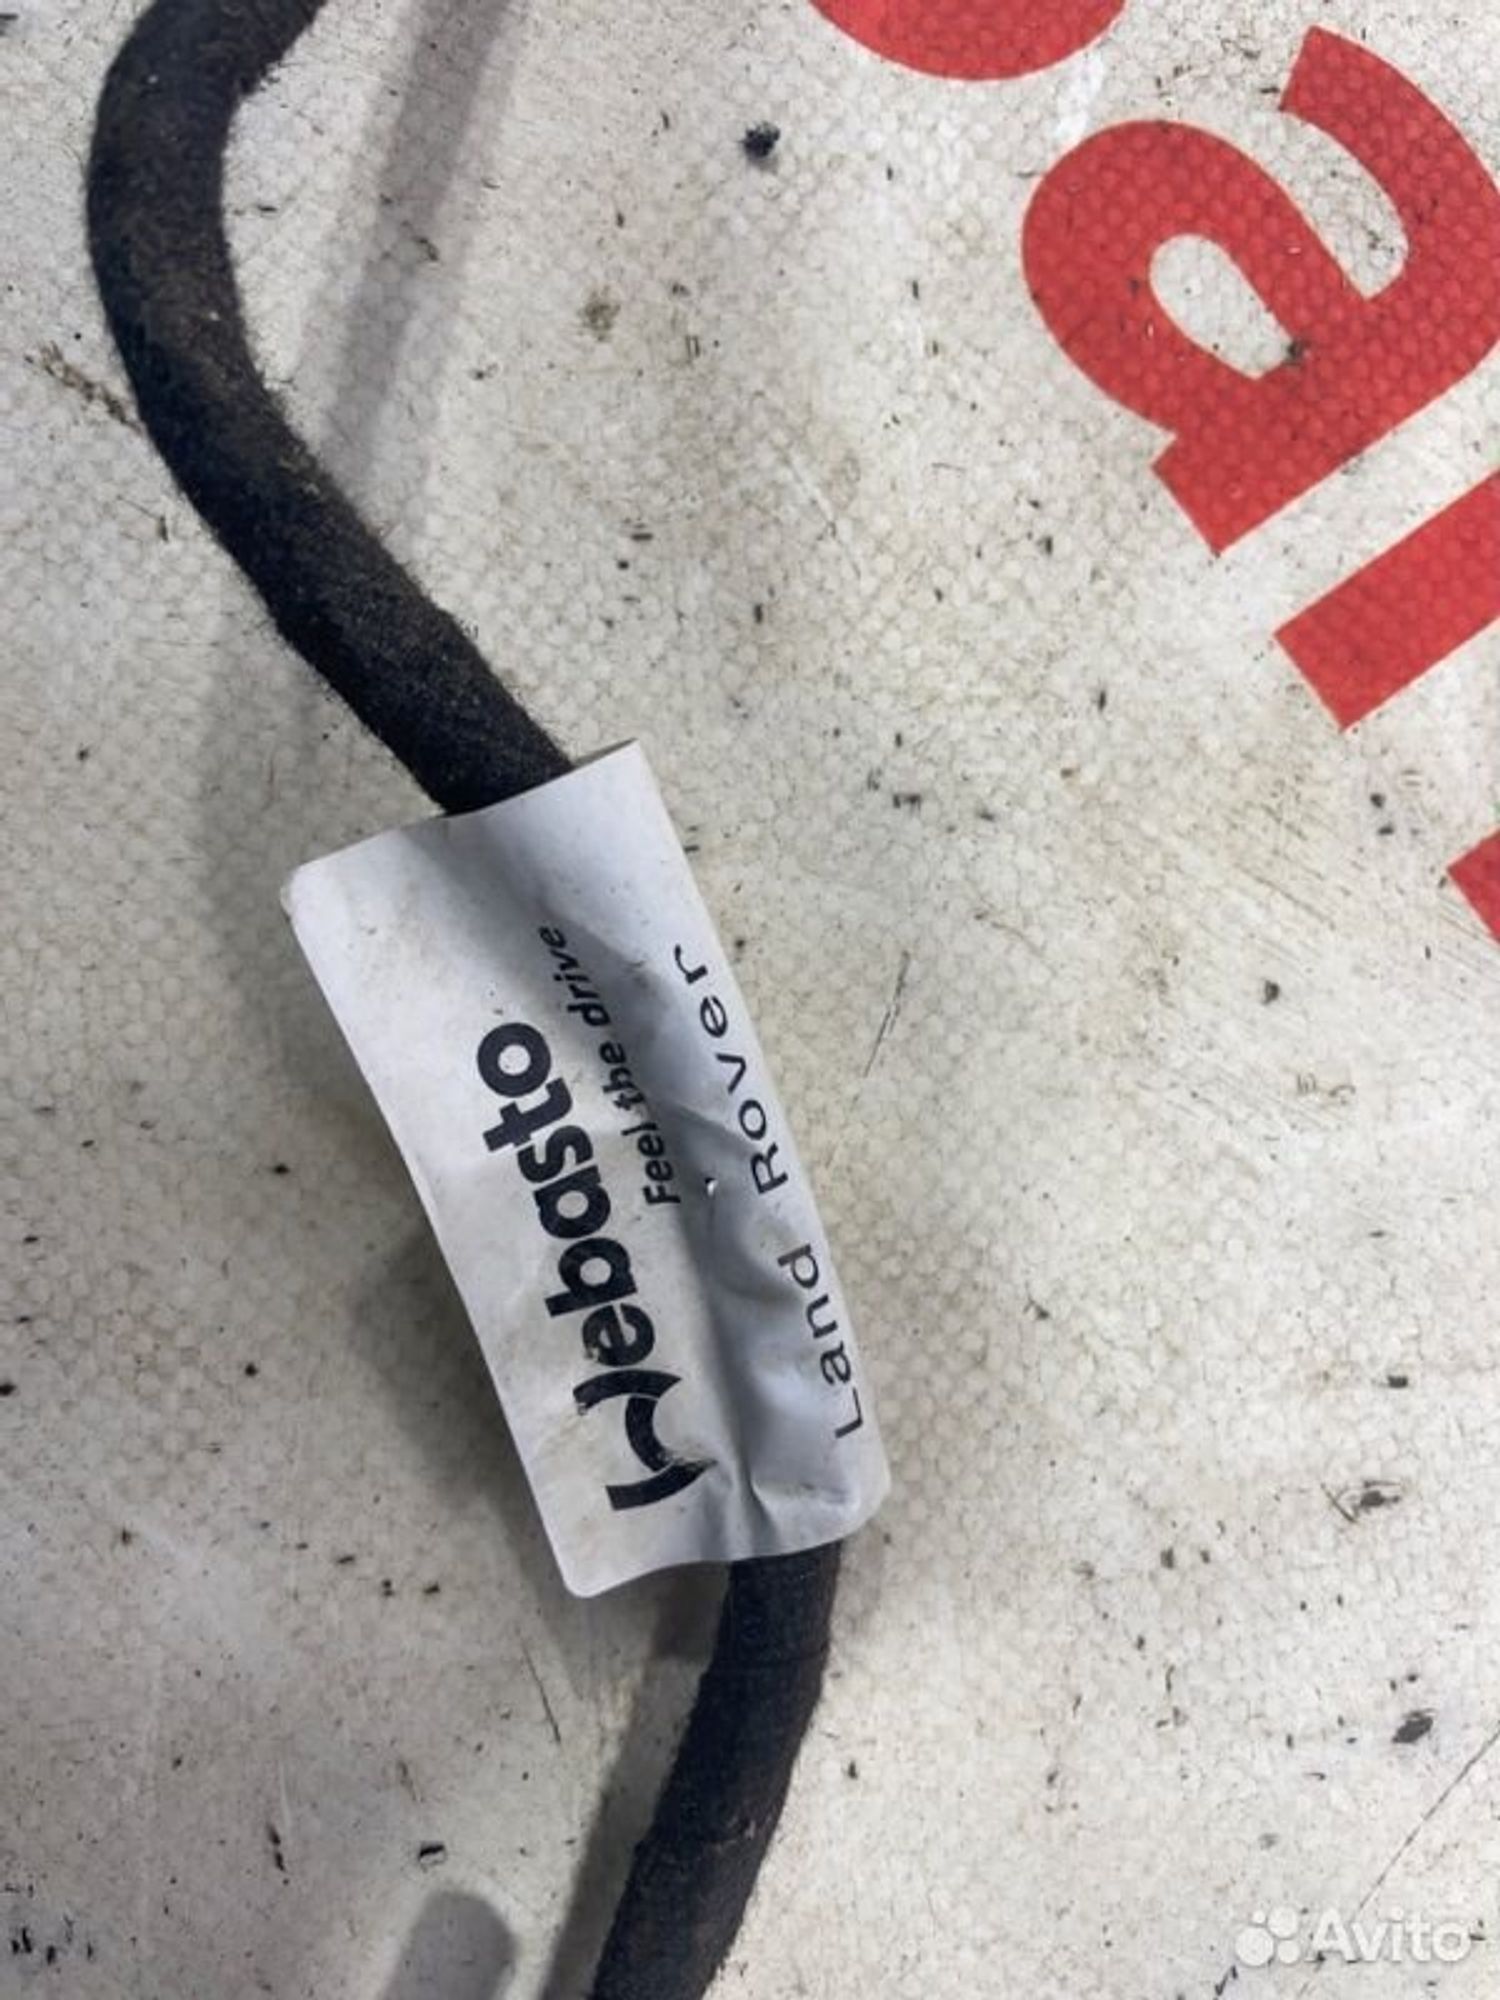 Webasto
Feel the drive
Land Rover
Avito